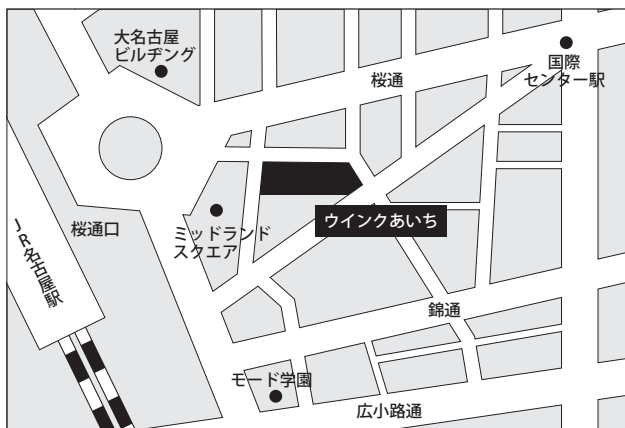 大名古屋
ビルヂング
国際
センター駅
桜通
ウインクあいち
ミッドランド
スクエア
桜通口
JR名古屋駅
錦通
モード学園
広小路通